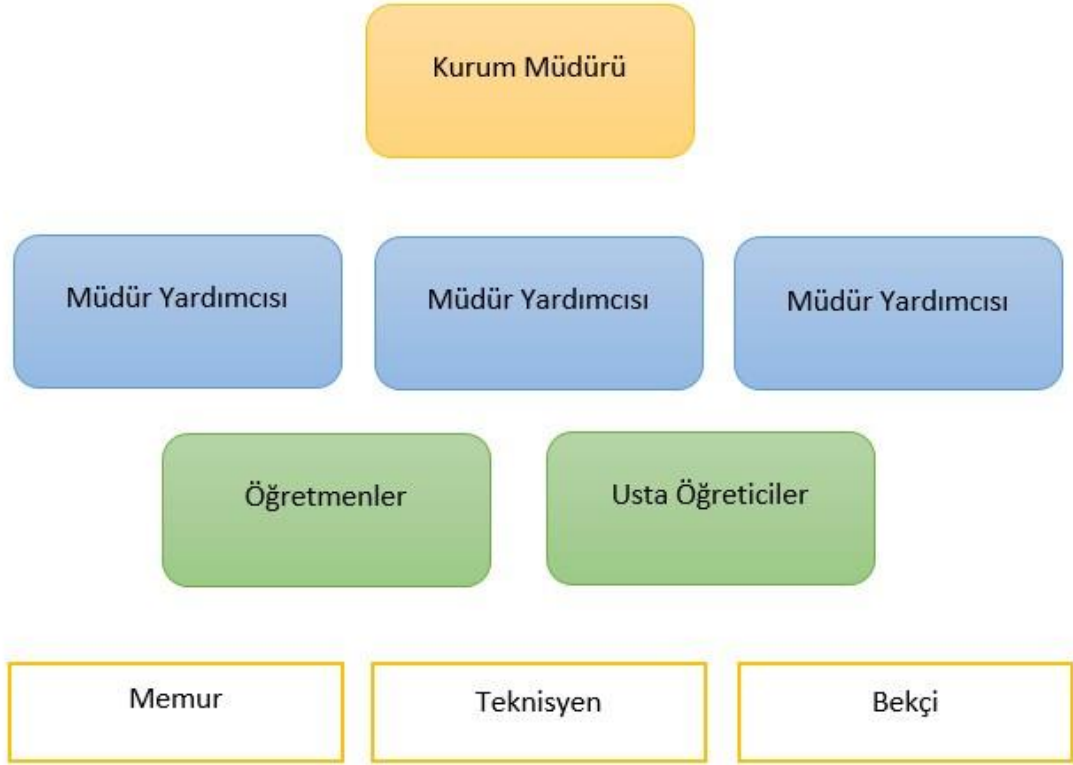 Kurum Müdürü
Müdür Yardımcısı
Müdür Yardımcısı
Müdür Yardımcısı
Öğretmenler
Usta Öğreticiler
Memur
Teknisyen
Bekçi